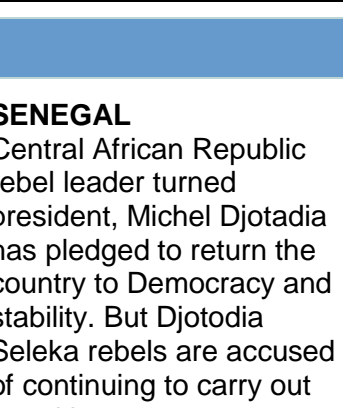 SENEGAL
Central African Republic
rebel leader turned
president, Michel Djotadia
has pledged to return the
country to Democracy and
stability. But Djotodia
Seleka rebels are accused
of continuing to carry out